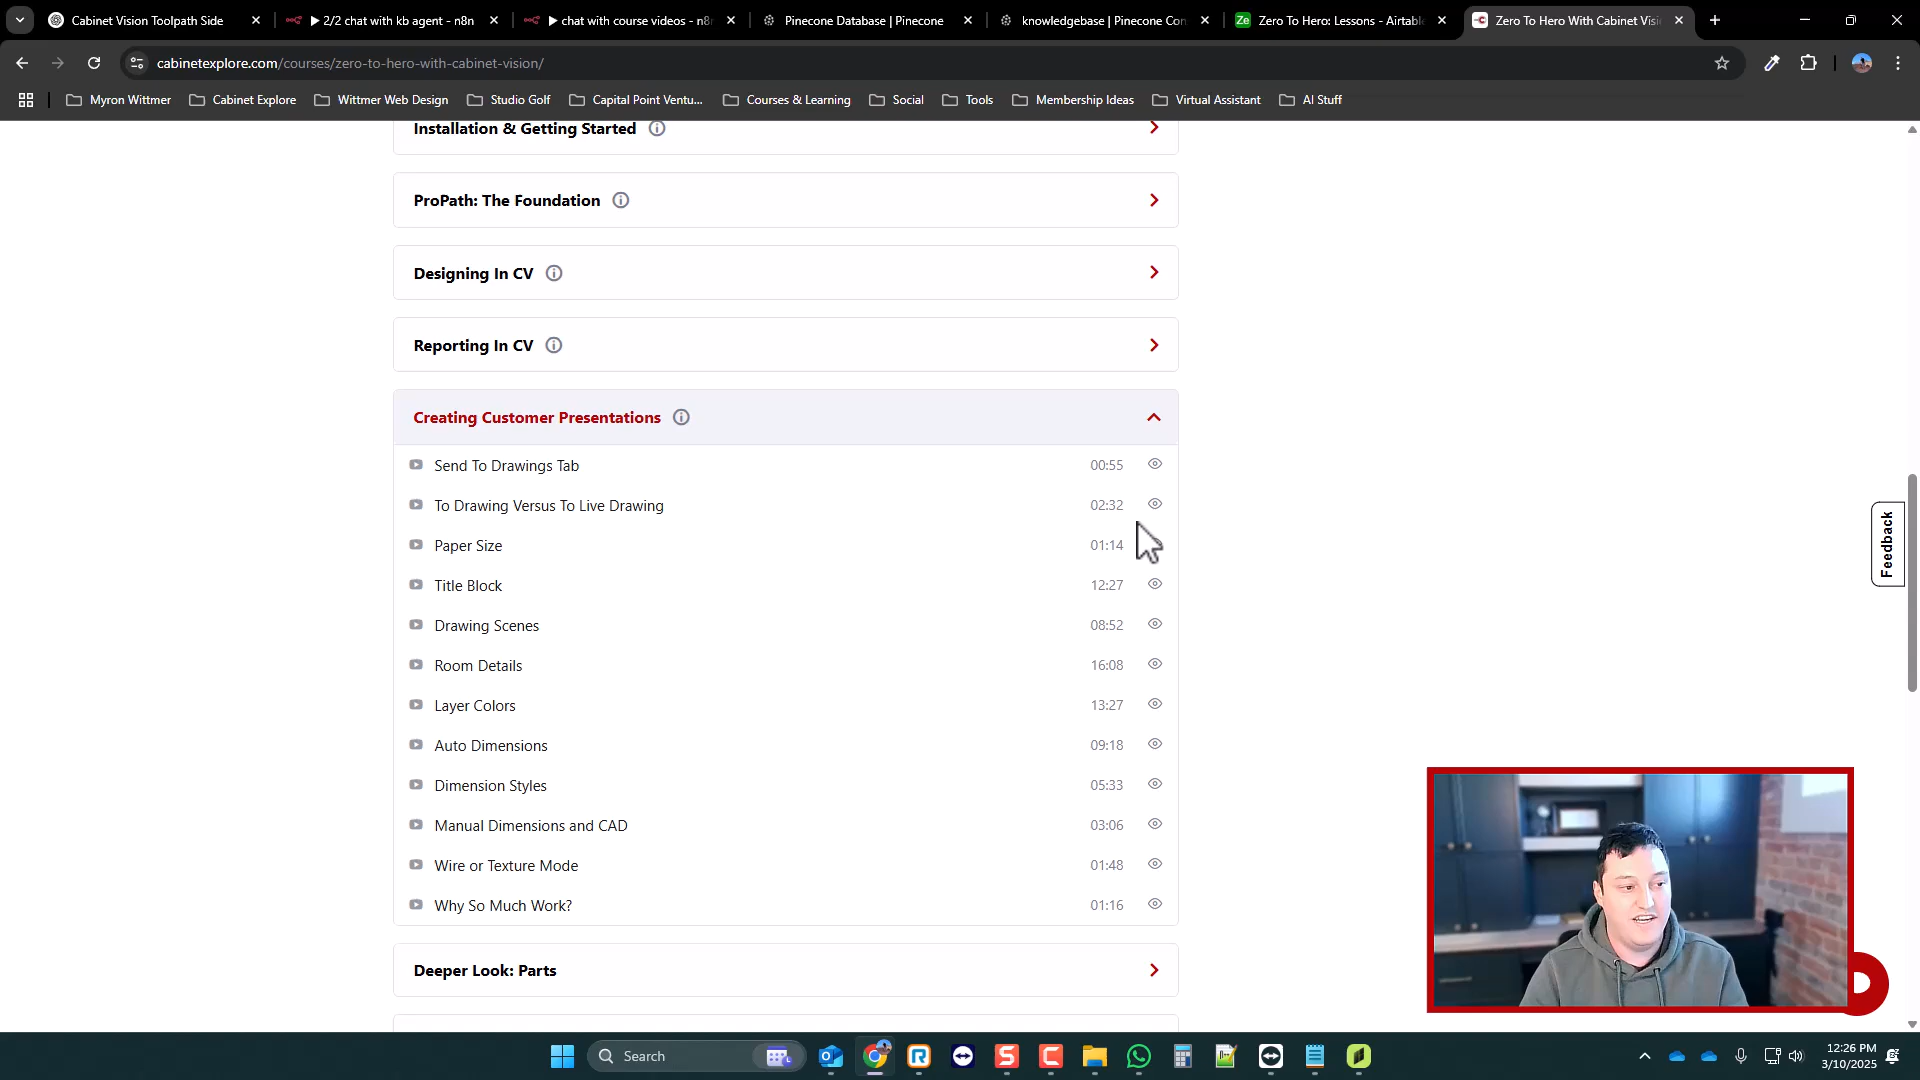 Cabinet Vision Toolpath Side
2/2 chat with kb agent - n8n
chat with course videos - n8n
Pinecone Database | Pinecone
knowledgebase | Pinecone Con
Zero To Hero: Lessons - Airtabl
Zero To Hero With Cabinet Visi
cabinetexplore.com/courses/zero-to-hero-with-cabinet-vision/
Myron Wittmer
Cabinet Explore
Wittmer Web Design
Studio Golf
Capital Point Ventu...
Courses & Learning
Social
Tools
Membership Ideas
Virtual Assistant
AI Stuff
Installation & Getting Started
ProPath: The Foundation
Designing In CV
Reporting In CV
Creating Customer Presentations
Send To Drawings Tab 00:55
To Drawing Versus To Live Drawing 02:32
Paper Size 01:14
Title Block 12:27
Drawing Scenes 08:52
Room Details 16:08
Layer Colors 13:27
Auto Dimensions 09:18
Dimension Styles 05:33
Manual Dimensions and CAD 03:06
Wire or Texture Mode 01:48
Why So Much Work? 01:16
Deeper Look: Parts
Feedback
Search
12:26 PM
3/10/2025